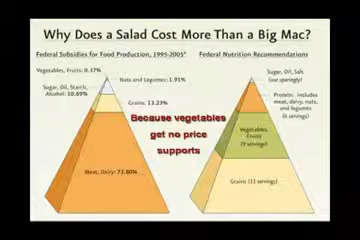 Why Does a Salad Cost More Than a Big Mac?
Federal Subsidies for Food Production, 1995-2005*
Federal Nutrition Recommendations
Vegetables, Fruits: 0.37%
Nuts and Legumes: 1.91%
Sugar, Oil, Starch,
Alcohol: 10.69%
Grains: 13.23%
Meat, Dairy: 73.80%
Because vegetables
get no price
supports
Sugar, Oil, Salt
(use sparingly)
Protein: includes
meat, dairy, nuts,
and legumes
(6 servings)
Vegetables,
Fruits
(9 servings)
Grains (11 servings)